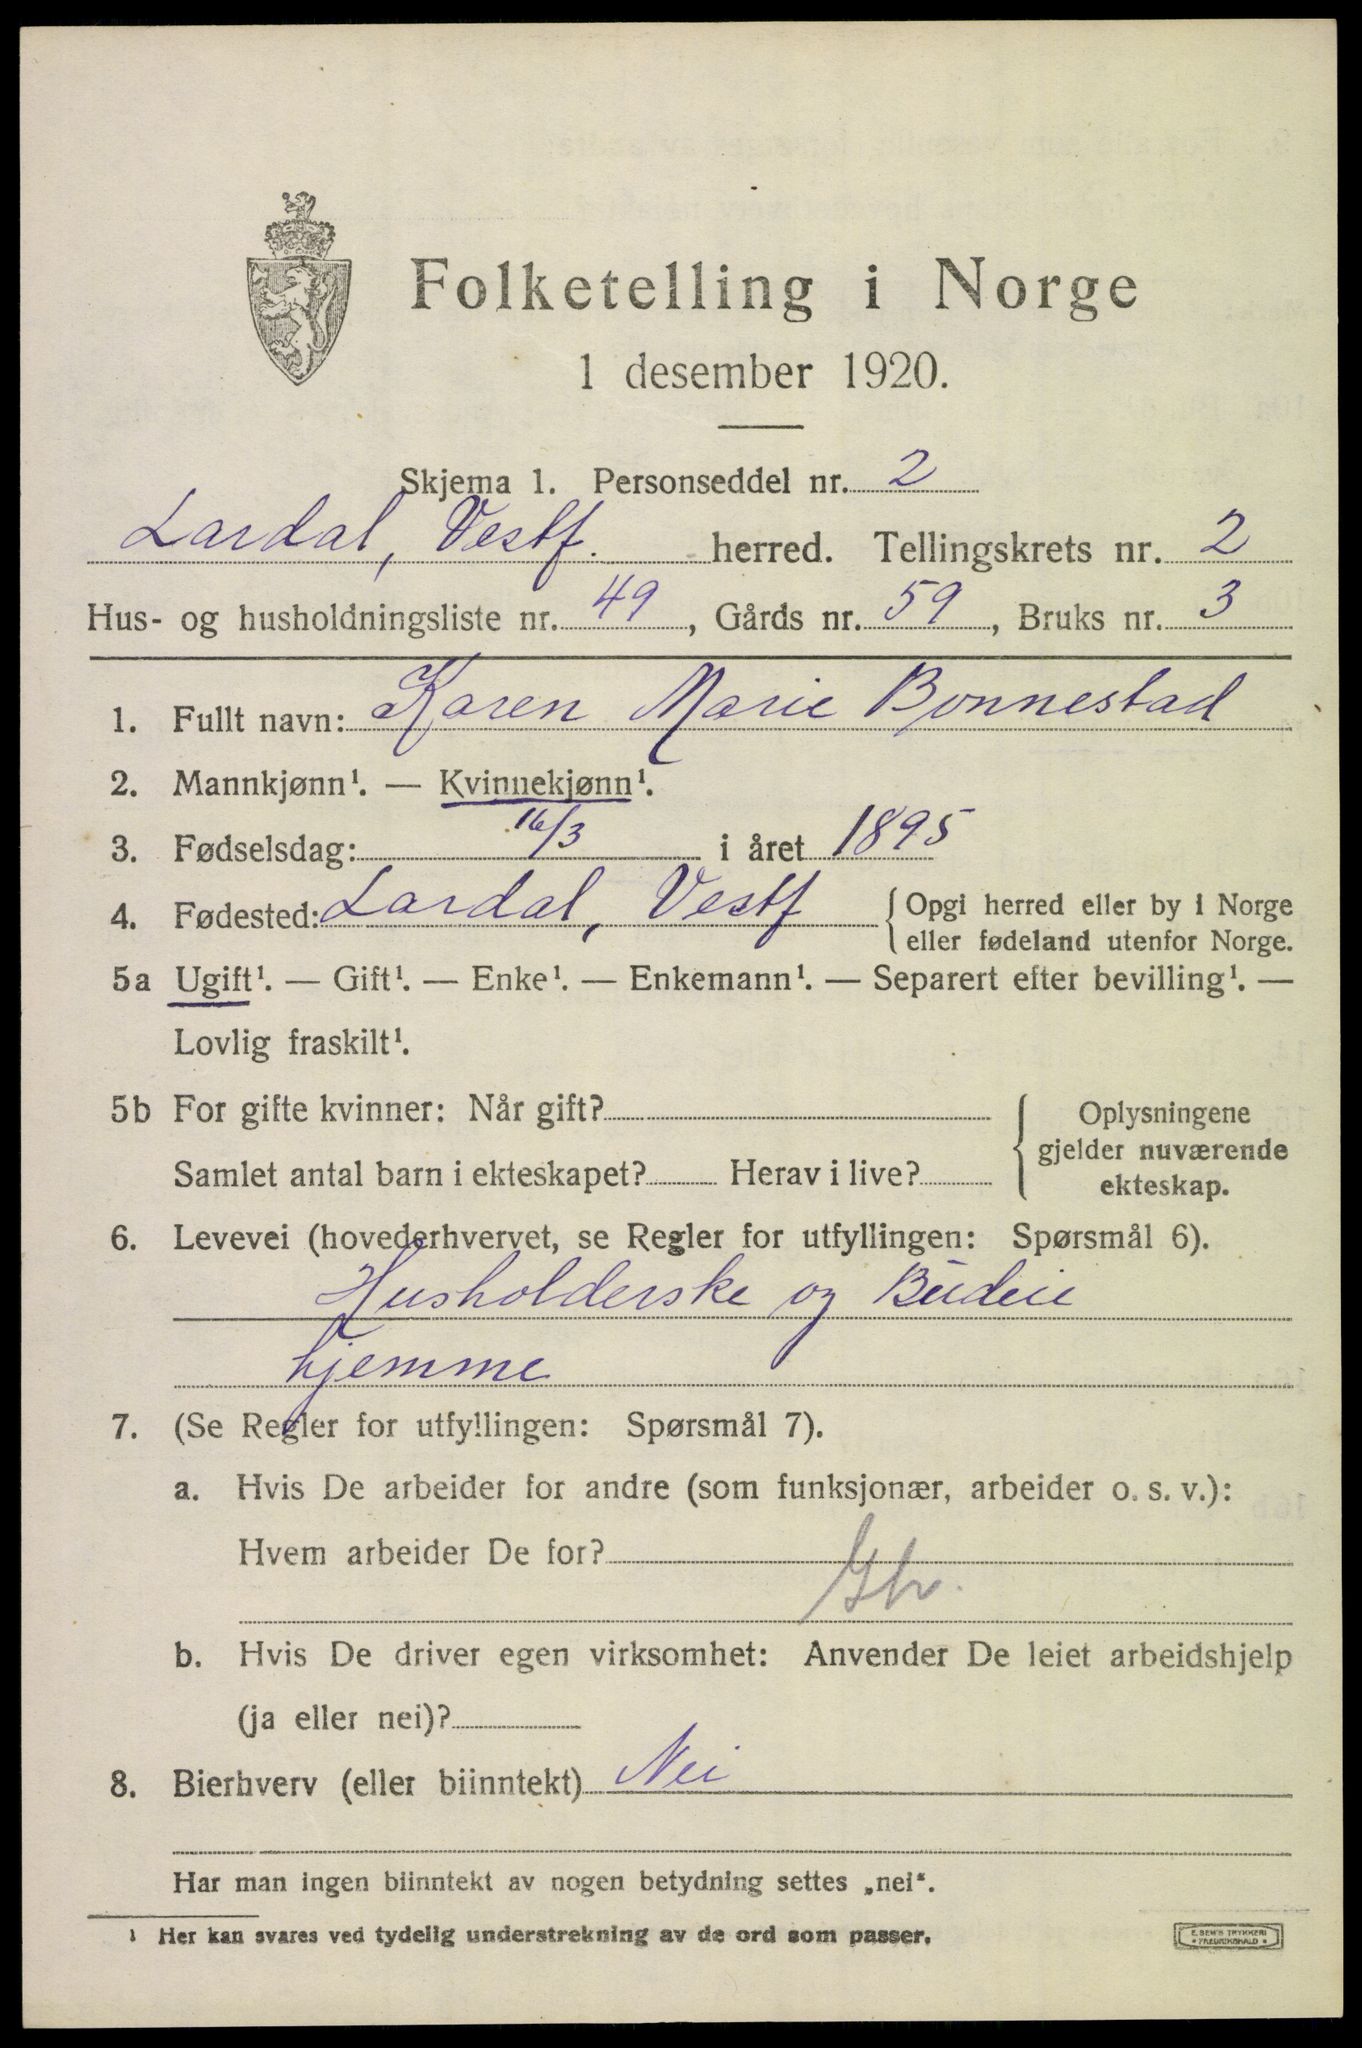 Folketelling i Norge
1 desember 1920.
Skjema 1. Personseddel nr. 2
Lardal, Vestf. herred. Tellingskrets nr. 2
Hus- og husholdningsliste nr. 49, Gårds nr. 59, Bruks nr. 3
1. Fullt navn: Karen Marie Bonnestad
2. Mannkjønn¹. — Kvinnekjønn¹.
3. Fødselsdag: 16/3 i året 1895
4. Fødested: Lardal, Vestf { Opgi herred eller by i Norge
eller fødeland utenfor Norge.
5a Ugift¹. — Gift¹. — Enke¹. — Enkemann¹. — Separert efter bevilling¹. —
Lovlig fraskilt¹.
5b For gifte kvinner: Når gift?
Samlet antal barn i ekteskapet? Herav i live?
{ Oplysningene
gjelder nuværende
ekteskap.
6. Levevei (hovederhvervet, se Regler for utfyllingen: Spørsmål 6).
Husholderske og Budeie
hjemme
7. (Se Regler for utfyllingen: Spørsmål 7).
a. Hvis De arbeider for andre (som funksjonær, arbeider o. s. v.):
Hvem arbeider De for?
b. Hvis De driver egen virksomhet: Anvender De leiet arbeidshjelp
(ja eller nei)?
8. Bierhverv (eller biinntekt) Nei
Har man ingen biinntekt av nogen betydning settes „nei“.
¹ Her kan svares ved tydelig understrekning av de ord som passer.
E. SEM'S TRYKKERI
* FREDRIKSHALD *